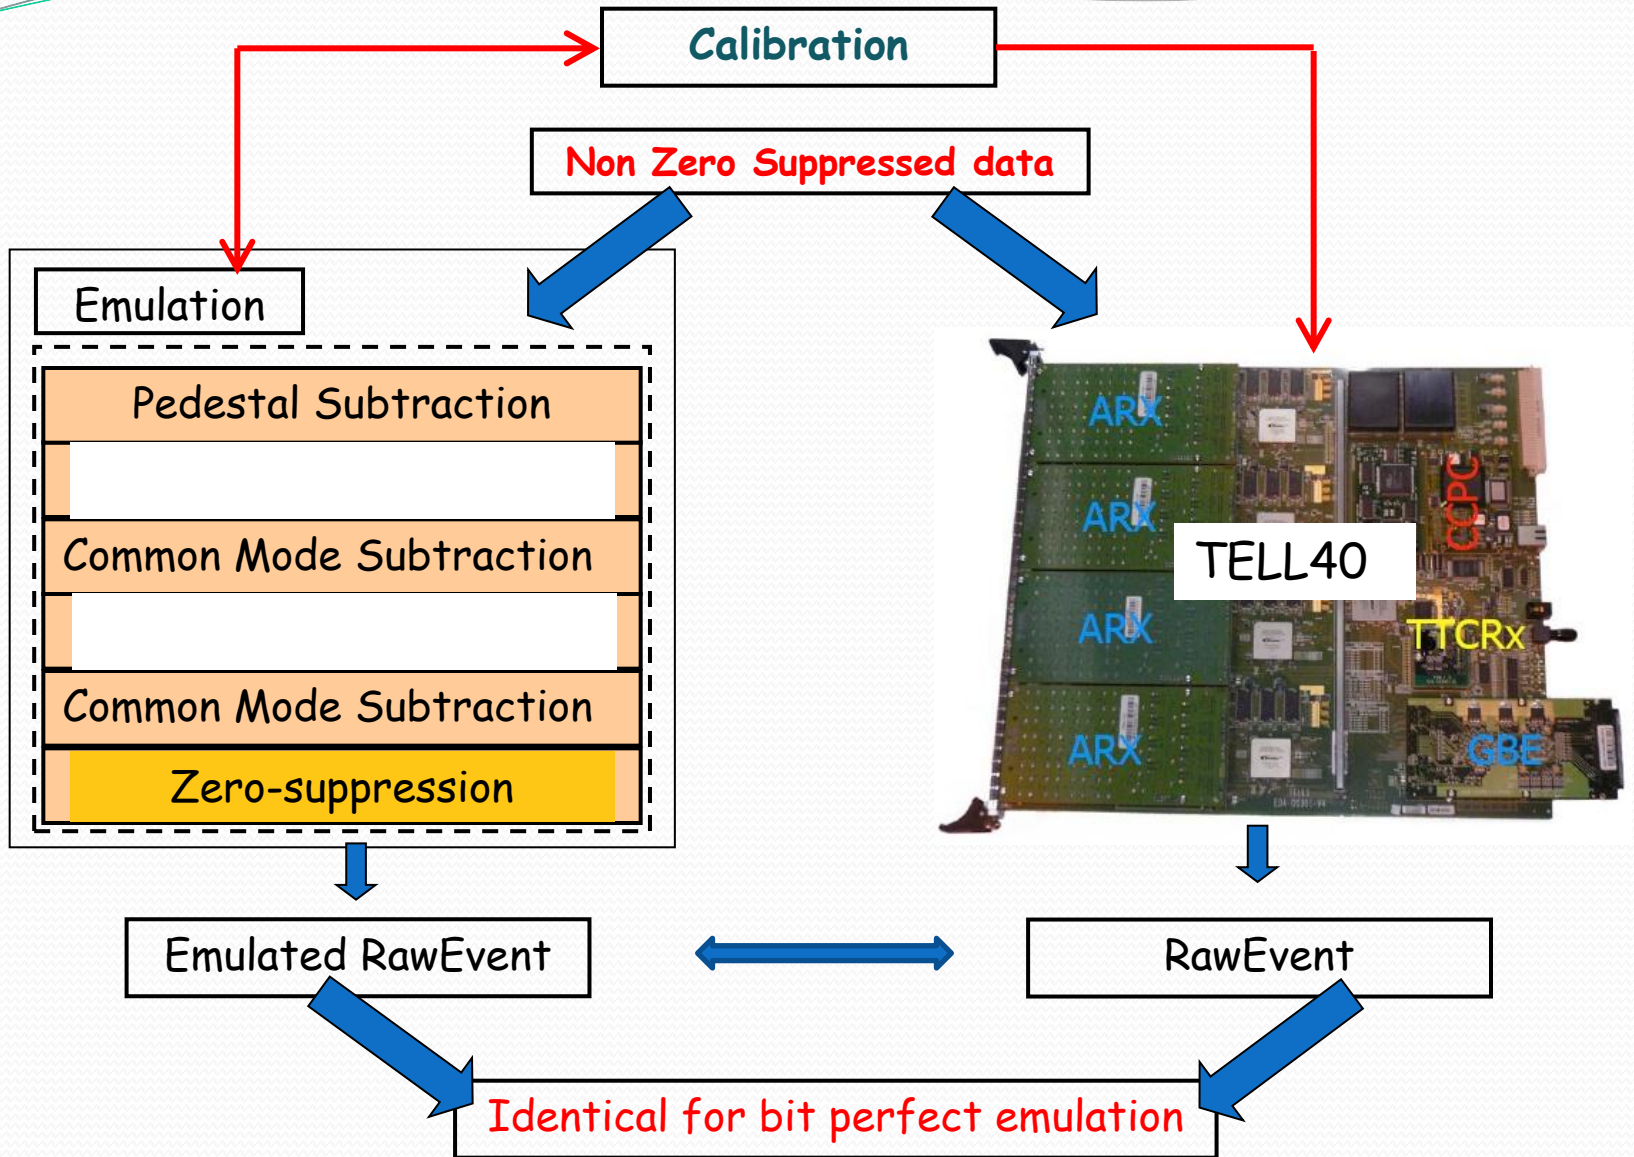 Calibration
Non Zero Suppressed data
Emulation
Pedestal Subtraction
Common Mode Subtraction
Common Mode Subtraction
Zero-suppression
ARX
ARX
ARX
ARX
CCPC
TELL40
TTCRx
GBE
Emulated RawEvent
RawEvent
Identical for bit perfect emulation